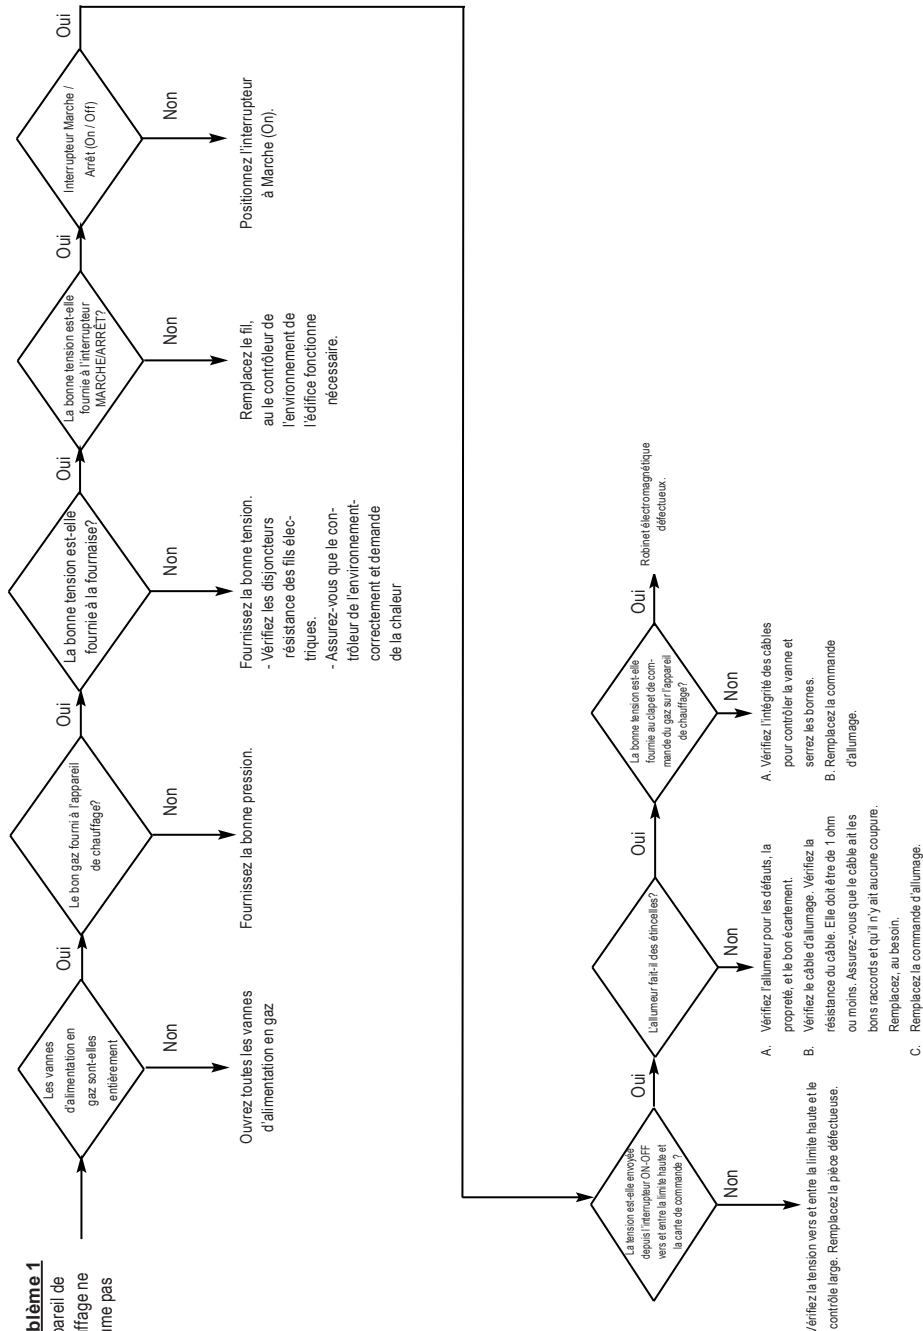 blème 1
pareil de
uffage ne
ume pas
Les vannes
d'alimentation en
gaz sont-elles
entièrement
Oui
Non
Ouvrez toutes les vannes
d'alimentation en gaz
Le bon gaz fourni à l'appareil
de chauffage?
Oui
Non
Fournissez la bonne pression.
La bonne tension est-elle
fournie à la fournaise?
Oui
Non
Fournissez la bonne tension.
- Vérifiez les disjoncteurs
résistance des fils élec-
triques.
- Assurez-vous que le con-
trôleur de l'environnement-
correctement et demande
de la chaleur
La bonne tension est-elle
fournie à l'interrupteur
MARCHE/ARRÊT?
Oui
Non
Remplacez le fil,
au le contrôleur de
l'environnement de
l'édifice fonctionne
nécessaire.
Interrupteur Marche /
Arrêt (On / Off)
Oui
Non
Positionnez l'interrupteur
à Marche (On).
La tension est-elle envoyée
depuis l'interrupteur ON-OFF
vers et entre la limite haute et
la carte de commande ?
Oui
Non
Vérifiez la tension vers et entre la limite haute et le
contrôle large. Remplacez la pièce défectueuse.
L'allumeur fait-il des étincelles?
Oui
Non
A. Vérifiez l'allumeur pour les défauts, la
propreté, et le bon écartement.
B. Vérifiez le câble d'allumage. Vérifiez la
résistance du câble. Elle doit être de 1 ohm
ou moins. Assurez-vous que le câble ait les
bons raccords et qu'il n'y ait aucune coupure.
Remplacez, au besoin.
C. Remplacez la commande d'allumage.
La bonne tension est-elle
fournie au clapet de com-
mande du gaz sur l'appareil
de chauffage?
Oui
Non
A. Vérifiez l'intégrité des câbles
pour contrôler la vanne et
serrez les bornes.
B. Remplacez la commande
d'allumage.
Robinet électromagnétique
défectueux.